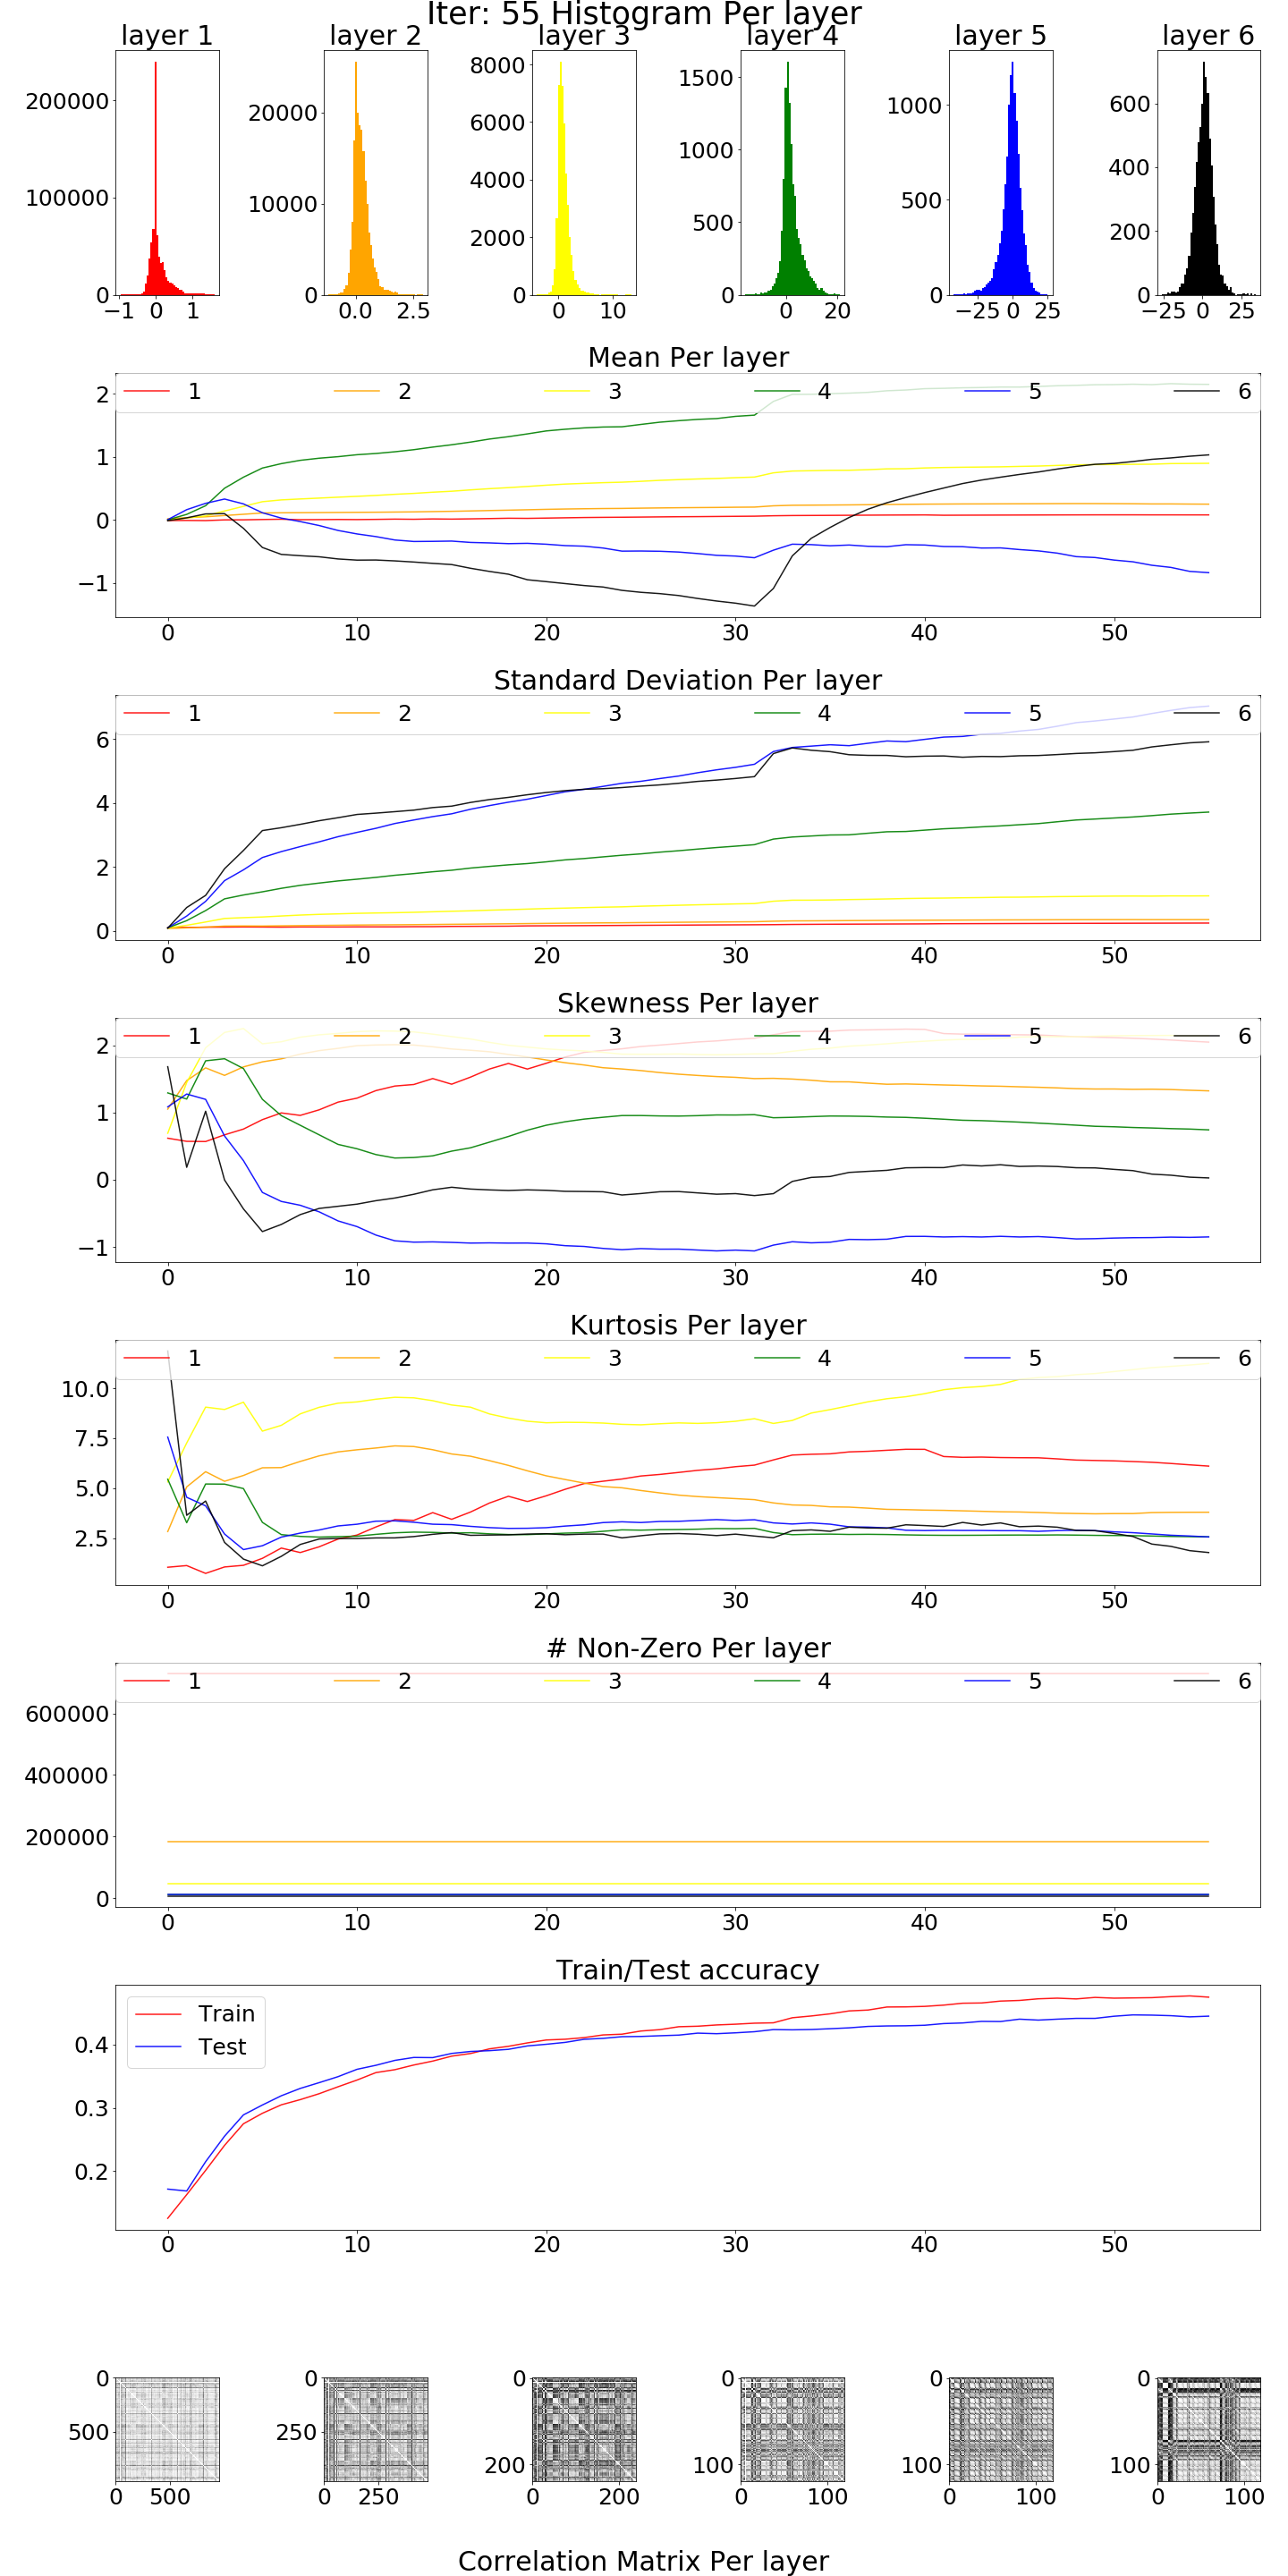 Iter: 55 Histogram Per layer
layer 1 layer 2 layer 3 layer 4 layer 5 layer 6
200000 100000 0
−1 0 1
20000 10000 0
0.0 2.5
8000 6000 4000 2000 0
0 10
1500 1000 500 0
0 20
1000 500 0
−25 0 25
600 400 200 0
−25 0 25
Mean Per layer
1 2 3 4 5 6
2 1 0 −1
0 10 20 30 40 50
Standard Deviation Per layer
1 2 3 4 5 6
6 4 2 0
0 10 20 30 40 50
Skewness Per layer
1 2 3 4 5 6
2 1 0 −1
0 10 20 30 40 50
Kurtosis Per layer
1 2 3 4 5 6
10.0 7.5 5.0 2.5
0 10 20 30 40 50
# Non-Zero Per layer
1 2 3 4 5 6
600000 400000 200000 0
0 10 20 30 40 50
Train/Test accuracy
Train
Test
0.4 0.3 0.2
0 10 20 30 40 50
0 500
0 500
0 250
0 250
0 200
0 200
0 100
0 100
0 100
0 100
0 100
0 100
Correlation Matrix Per layer